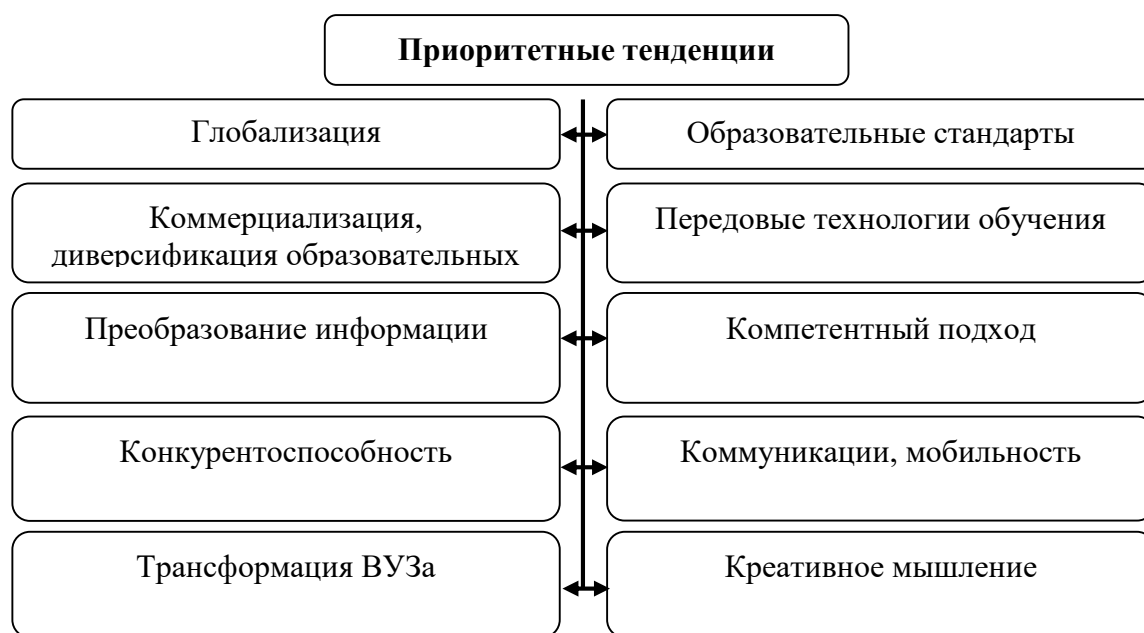 Приоритетные тенденции
Глобализация
Образовательные стандарты
Коммерциализация,
диверсификация образовательных
Передовые технологии обучения
Преобразование информации
Компетентный подход
Конкурентоспособность
Коммуникации, мобильность
Трансформация ВУЗа
Креативное мышление